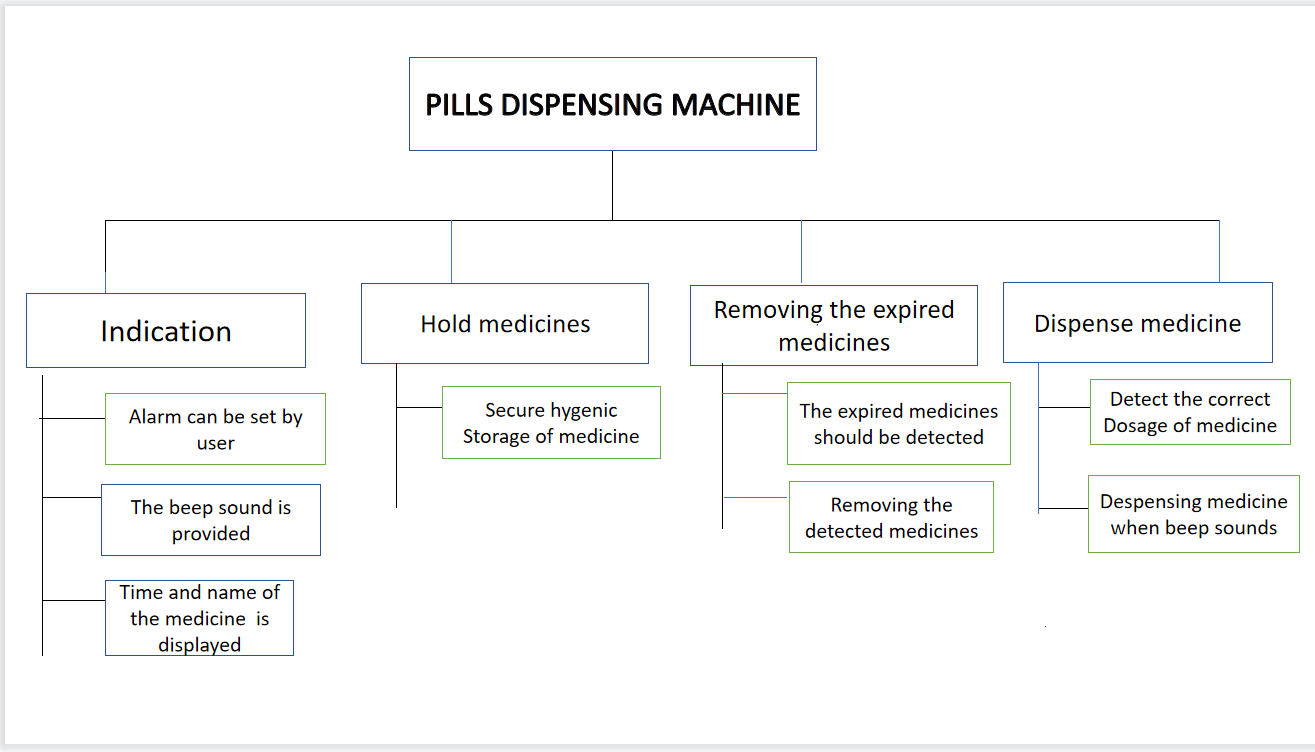 PILLS DISPENSING MACHINE
Indication
Alarm can be set by
user
The beep sound is
provided
Time and name of
the medicine  is
displayed
Hold medicines
Secure hygenic
Storage of medicine
Removing the expired
medicines
The expired medicines
should be detected
Removing the
detected medicines
Dispense medicine
Detect the correct
Dosage of medicine
Despensing medicine
when beep sounds